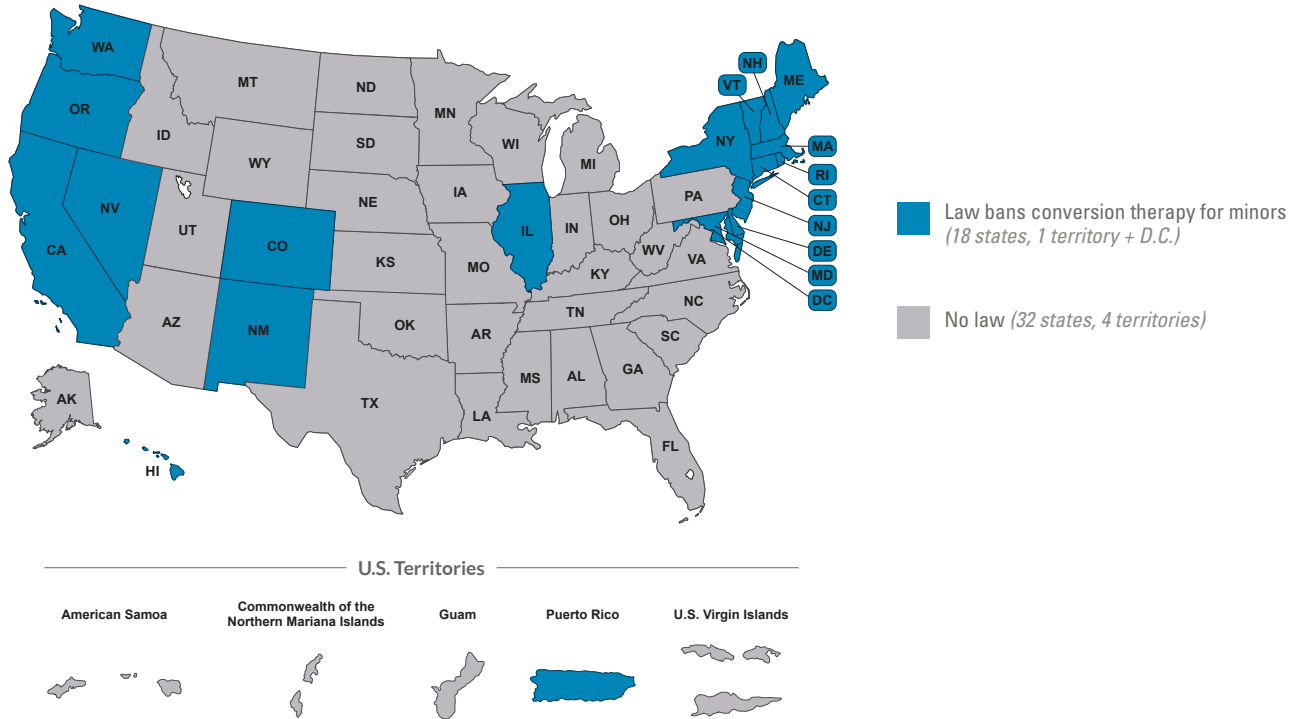 WA
OR
CA
NV
ID
MT
WY
UT
AZ
CO
NM
ND
SD
NE
KS
OK
TX
MN
IA
MO
AR
LA
WI
IL
MI
IN
OH
KY
TN
MS
AL
GA
FL
SC
NC
VA
WV
PA
NY
VT
NH
ME
MA
RI
CT
NJ
DE
MD
DC
AK
HI
Law bans conversion therapy for minors
(18 states, 1 territory + D.C.)
No law (32 states, 4 territories)
U.S. Territories
American Samoa
Commonwealth of the
Northern Mariana Islands
Guam
Puerto Rico
U.S. Virgin Islands